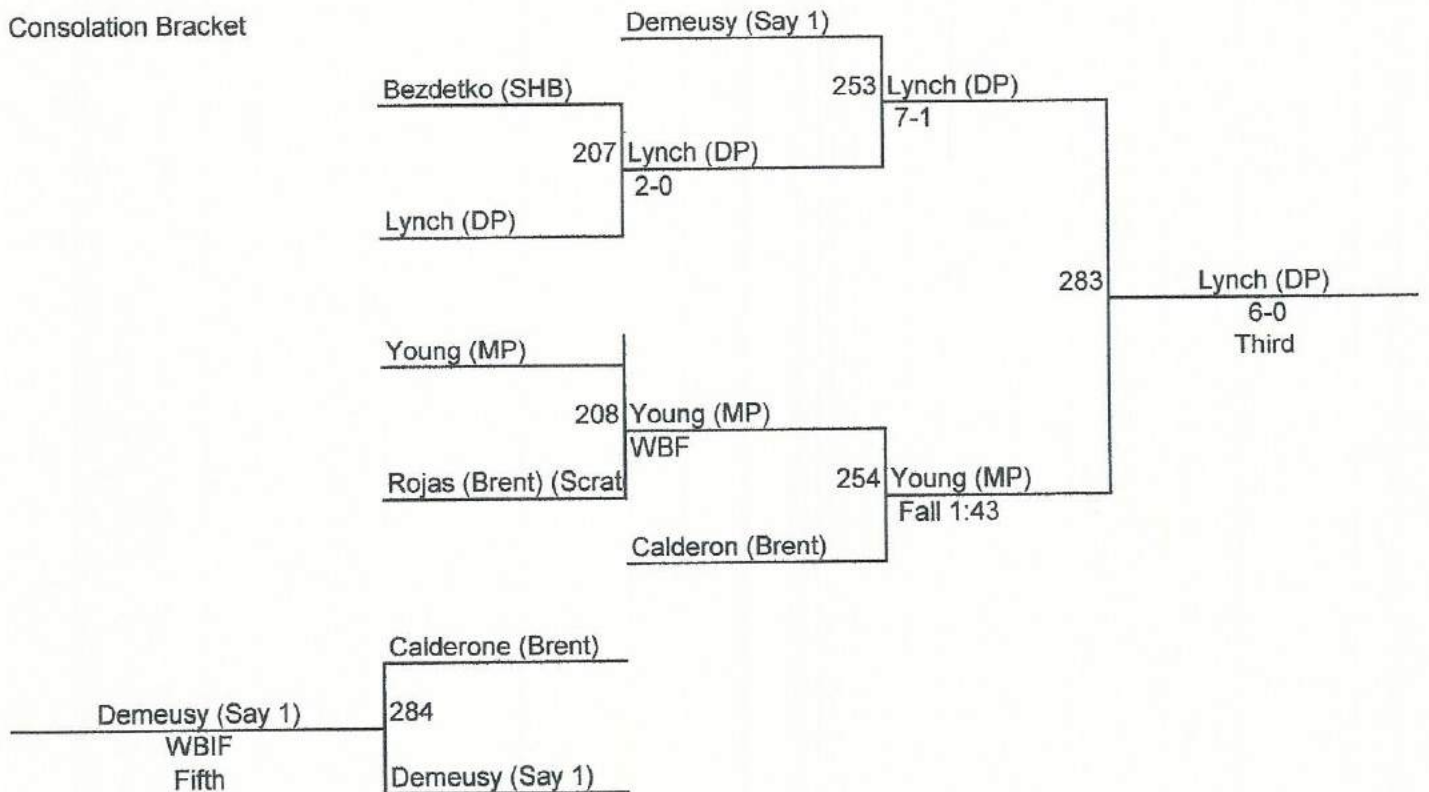 Consolation Bracket
Demeusy (Say 1)
Bezdetko (SHB)
253 Lynch (DP)
7-1
207 Lynch (DP)
2-0
Lynch (DP)
283 Lynch (DP)
6-0
Third
Young (MP)
208 Young (MP)
WBF
Rojas (Brent) (Scrat
254 Young (MP)
Fall 1:43
Calderon (Brent)
Calderone (Brent)
Demeusy (Say 1) 284
WBIF
Fifth
Demeusy (Say 1)